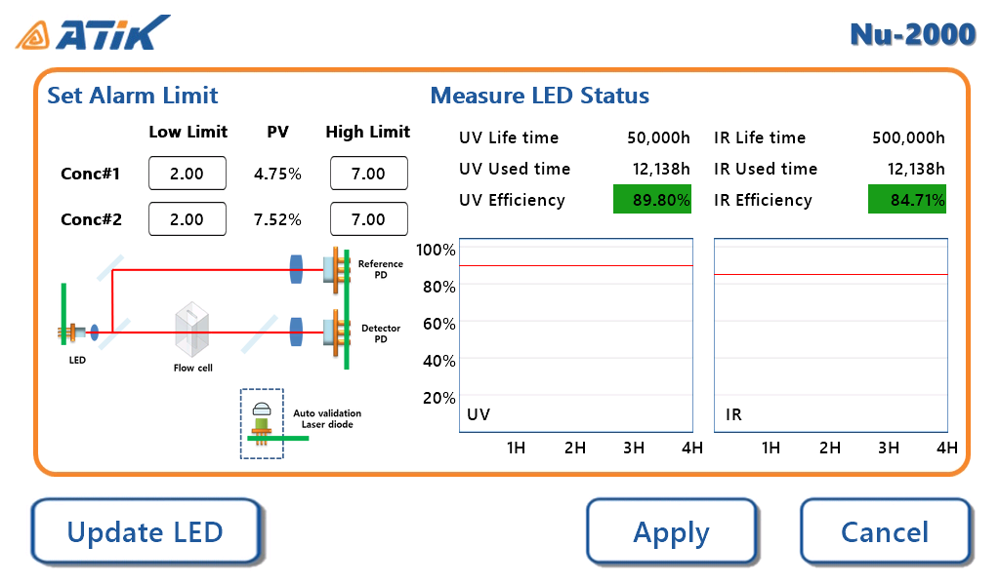 ATiK
Nu-2000
Set Alarm Limit
Low Limit PV High Limit
Conc#1 2.00 4.75% 7.00
Conc#2 2.00 7.52% 7.00
Reference
PD
Detector
PD
LED
Flow cell
Auto validation
Laser diode
Measure LED Status
UV Life time 50,000h
UV Used time 12,138h
UV Efficiency 89.80%
IR Life time 500,000h
IR Used time 12,138h
IR Efficiency 84.71%
100%
80%
60%
40%
20%
UV
1H 2H 3H 4H
IR
1H 2H 3H 4H
Update LED
Apply
Cancel